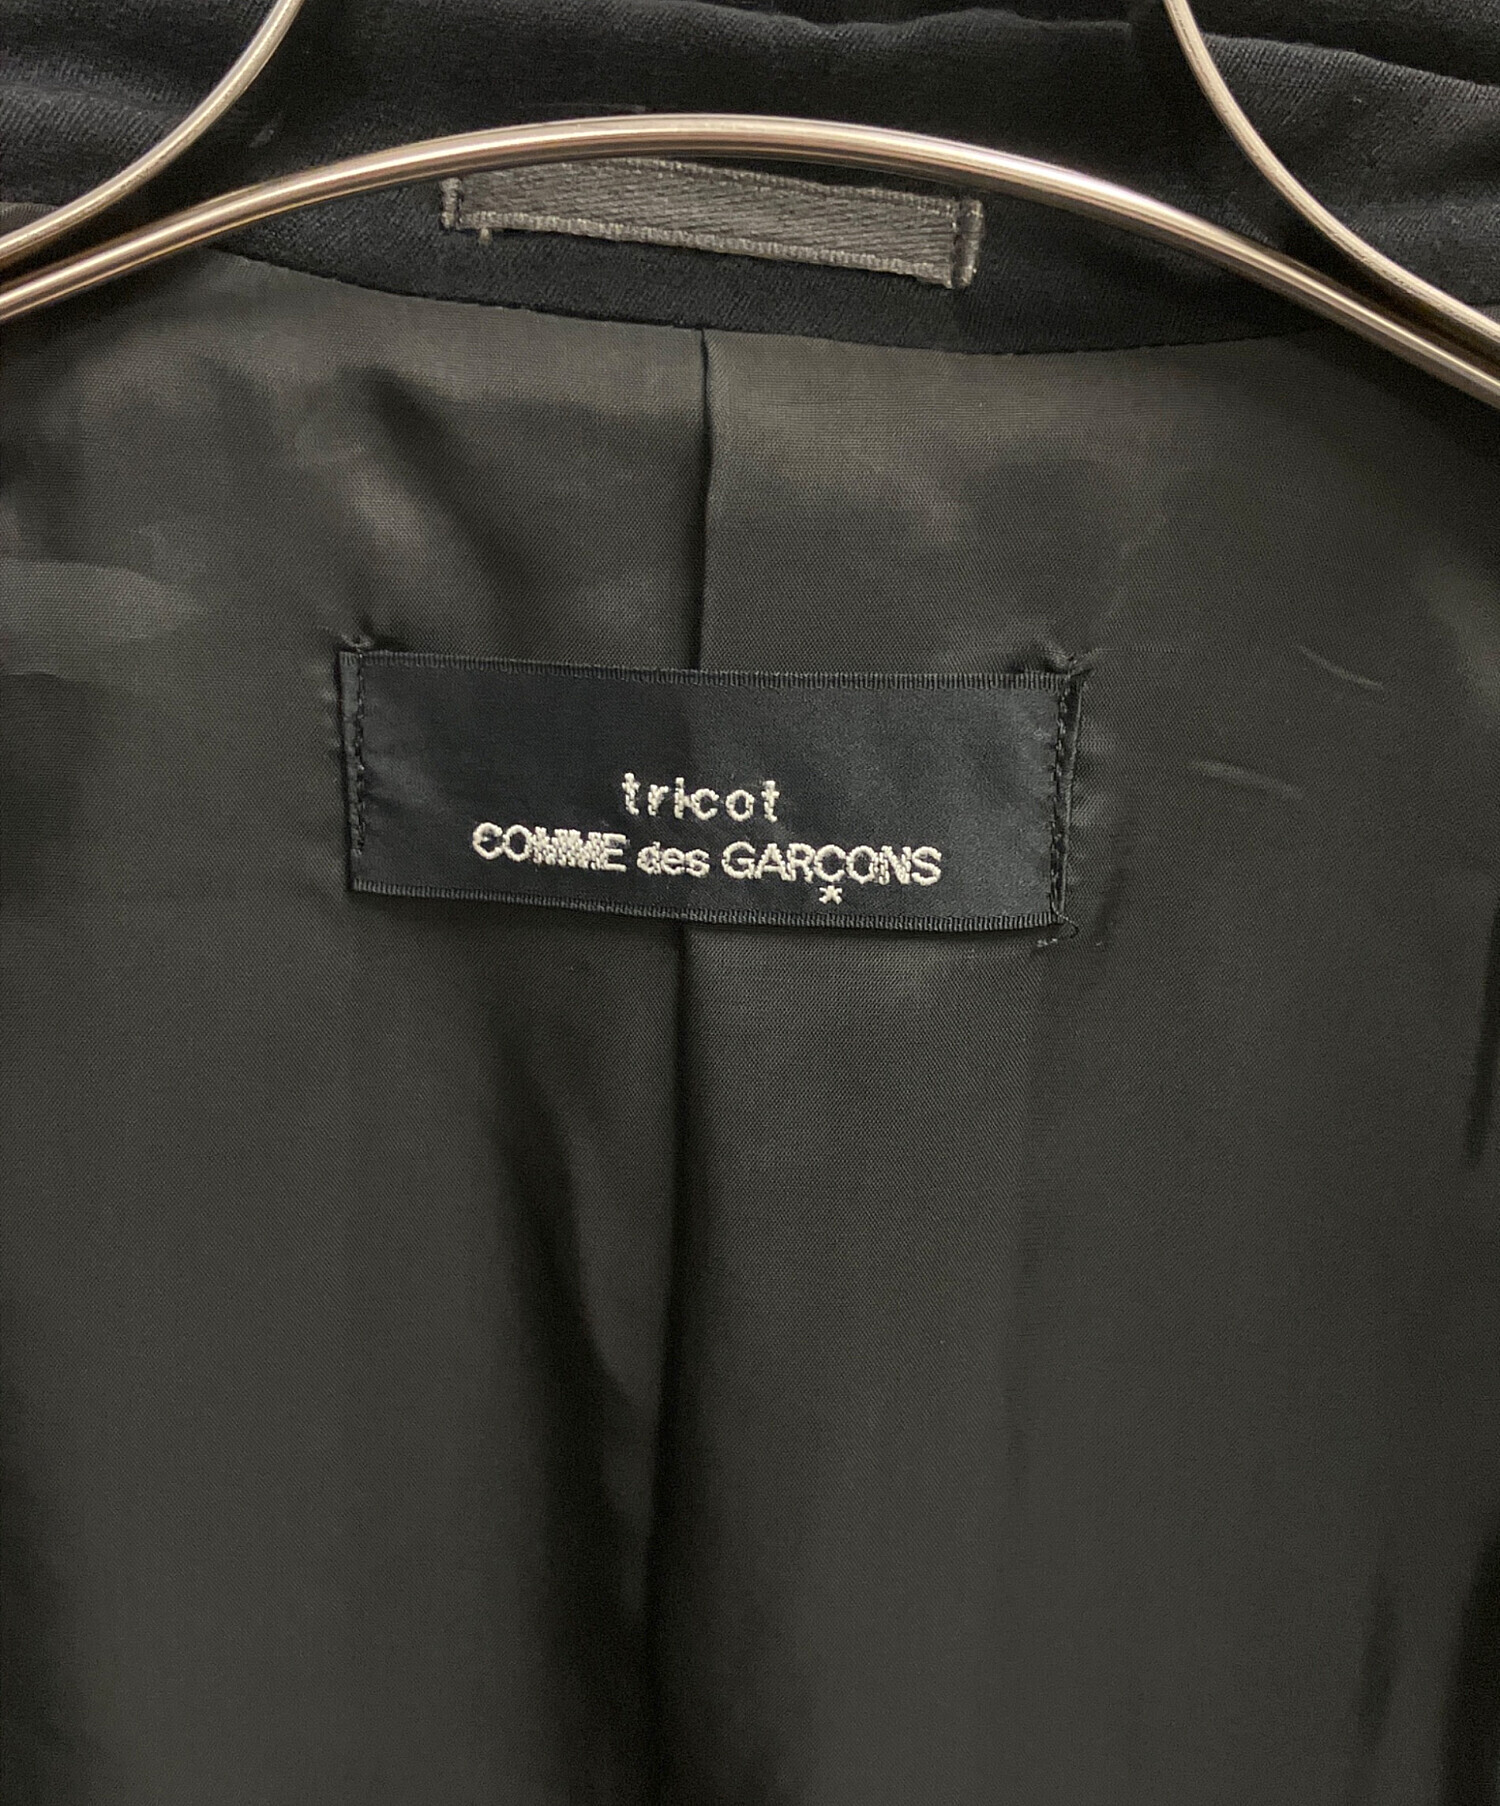 tricot
COMME des GARÇONS
*